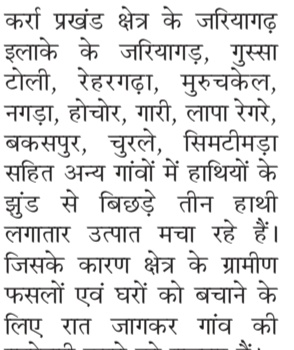 कर्रा प्रखंड क्षेत्र के जरियागढ़
इलाके के जरियागड़, गुस्सा
टोली, रेहरगढ़ा, मुरुचकेल,
नगड़ा, होचोर, गारी, लापा रेगरे,
बकसपुर, चुरले, सिमटीमड़ा
सहित अन्य गांवों में हाथियों के
झुंड से बिछड़े तीन हाथी
लगातार उत्पात मचा रहे हैं।
जिसके कारण क्षेत्र के ग्रामीण
फसलों एवं घरों को बचाने के
लिए रात जागकर गांव की